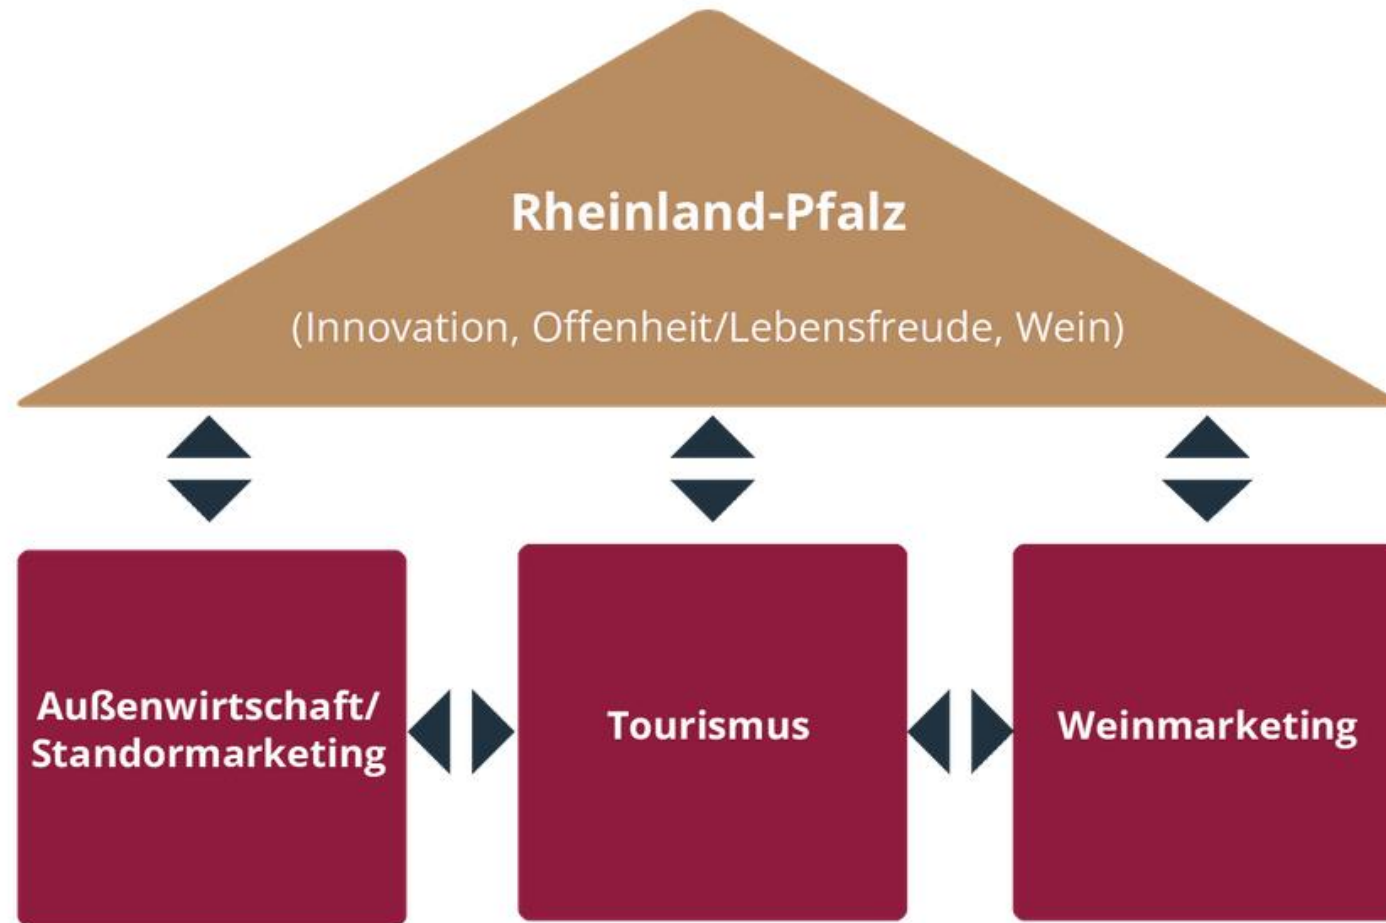 Rheinland-Pfalz
(Innovation, Offenheit/Lebensfreude, Wein)
Außenwirtschaft/
Standormarketing
Tourismus
Weinmarketing